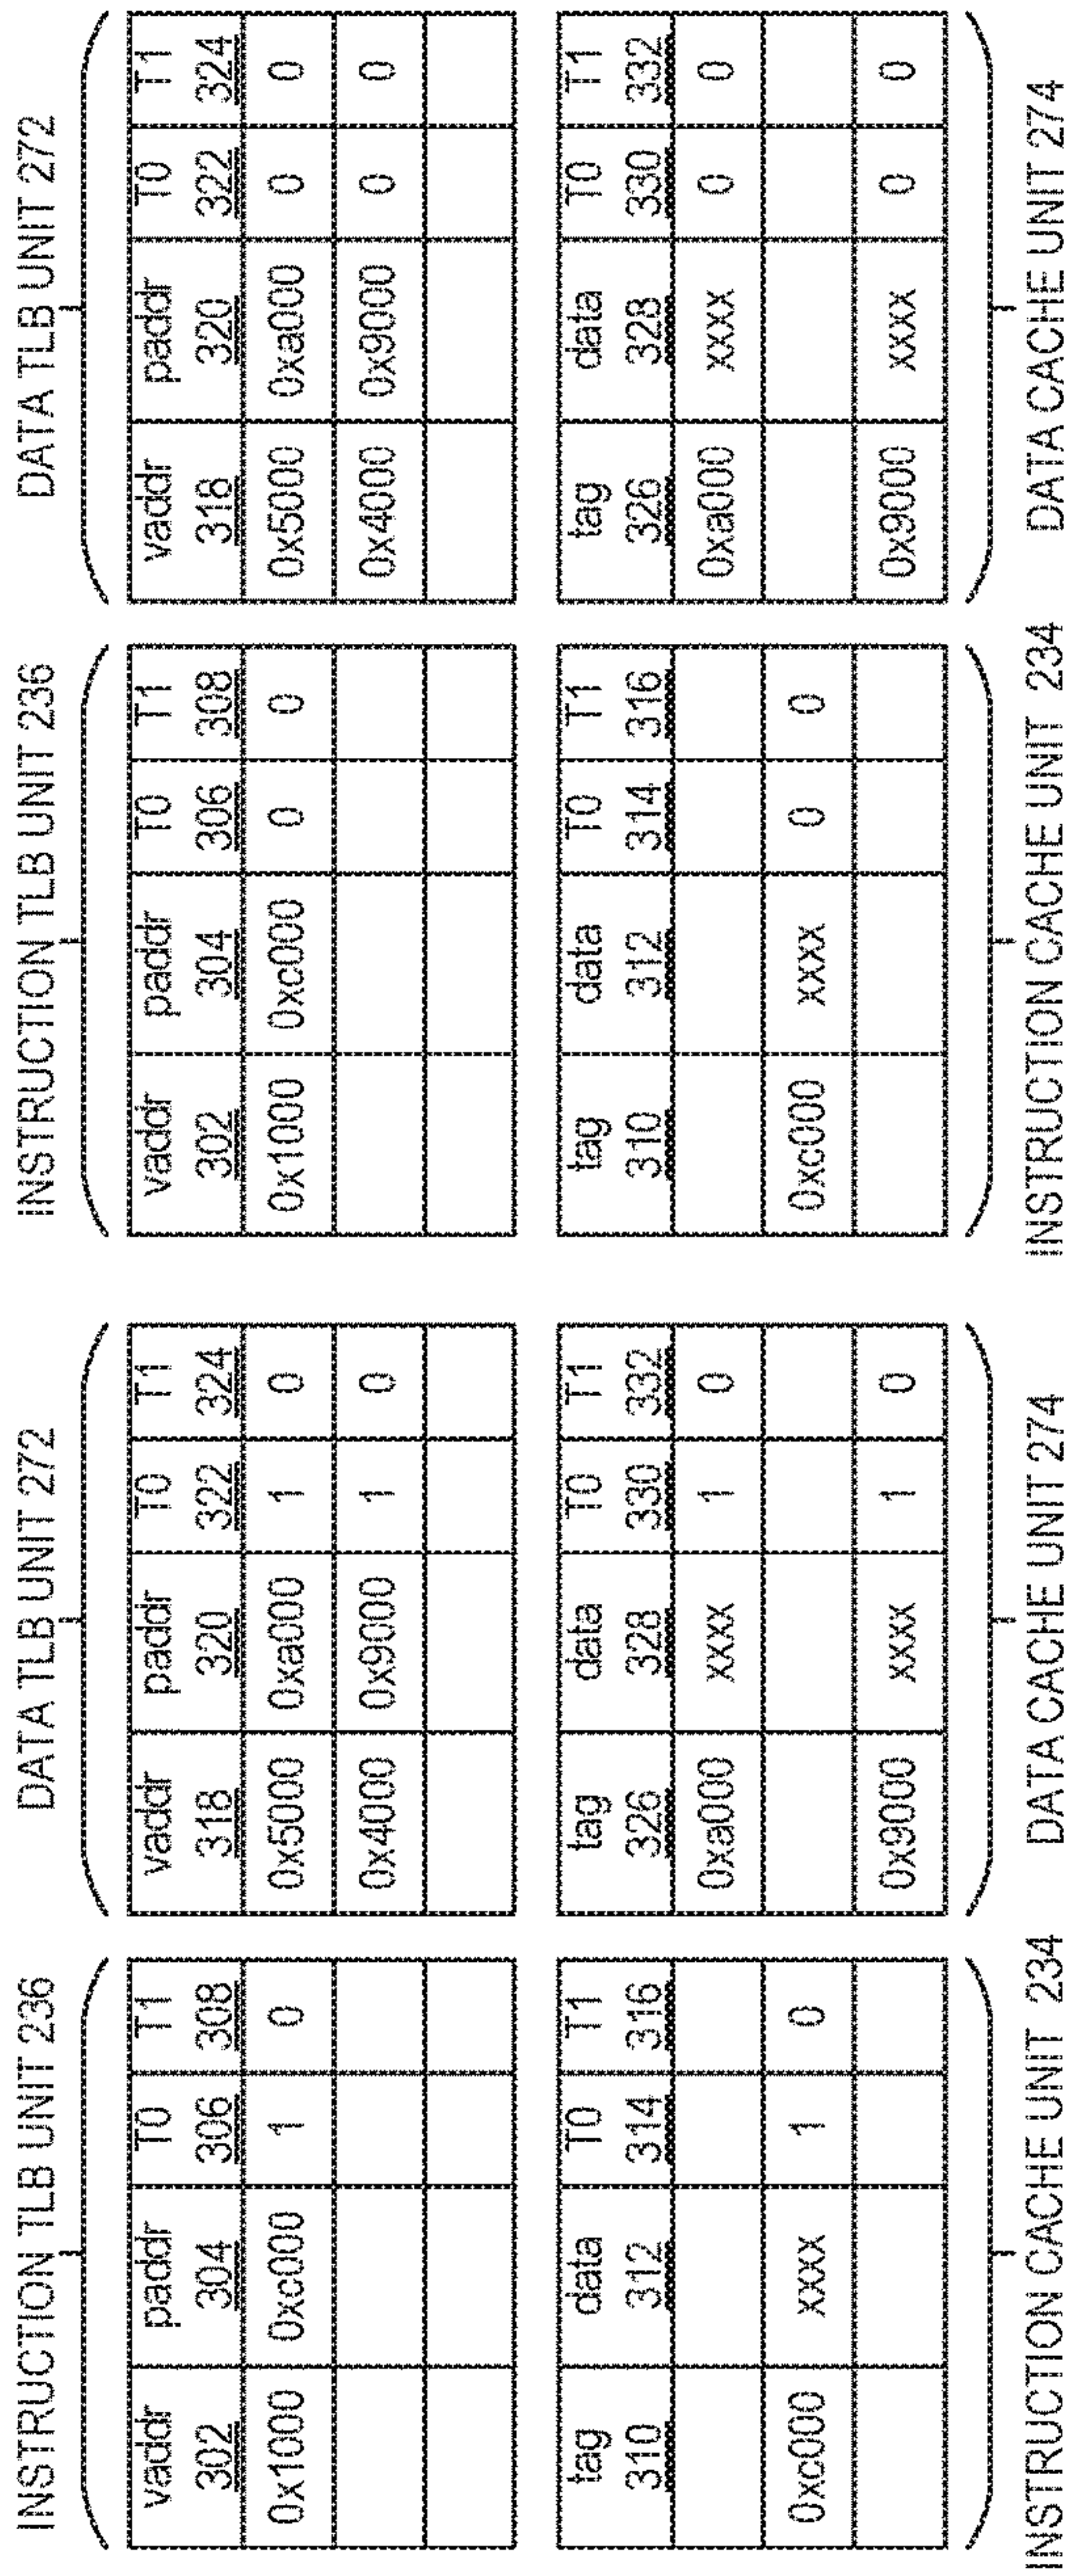 INSTRUCTION TLB UNIT 236
vaddr 302 paddr 304 T0 306 T1 308
0x1000 0xc000 1 0
tag 310 data 312 T0 314 T1 316
0xc000 xxxx 1 0
INSTRUCTION CACHE UNIT 234
DATA TLB UNIT 272
vaddr 318 paddr 320 T0 322 T1 324
0x5000 0xa000 1 0
0x4000 0x9000 1 0
tag 326 data 328 T0 330 T1 332
0xa000 xxxx 1 0
0x9000 xxxx 1 0
DATA CACHE UNIT 274
INSTRUCTION TLB UNIT 236
vaddr 302 paddr 304 T0 306 T1 308
0x1000 0xc000 0 0
tag 310 data 312 T0 314 T1 316
0xc000 xxxx 0 0
INSTRUCTION CACHE UNIT 234
DATA TLB UNIT 272
vaddr 318 paddr 320 T0 322 T1 324
0x5000 0xa000 0 0
0x4000 0x9000 0 0
tag 326 data 328 T0 330 T1 332
0xa000 xxxx 0 0
0x9000 xxxx 0 0
DATA CACHE UNIT 274